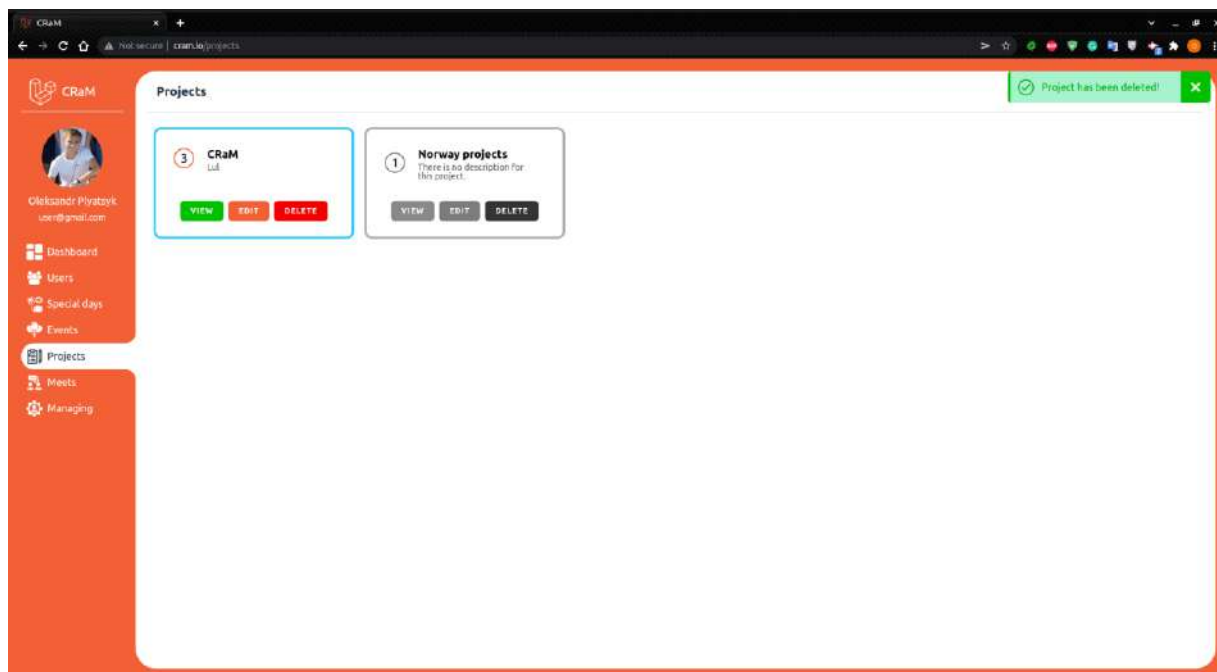 CRaM
Not secure | cram.io/projects
CRaM
Projects
Project has been deleted!
3
CRaM
Lul
VIEW
EDIT
DELETE
1
Norway projects
There is no description for
this project.
VIEW
EDIT
DELETE
Oleksandr Plyatsyk
user@gmail.com
Dashboard
Users
Special days
Events
Projects
Meets
Managing